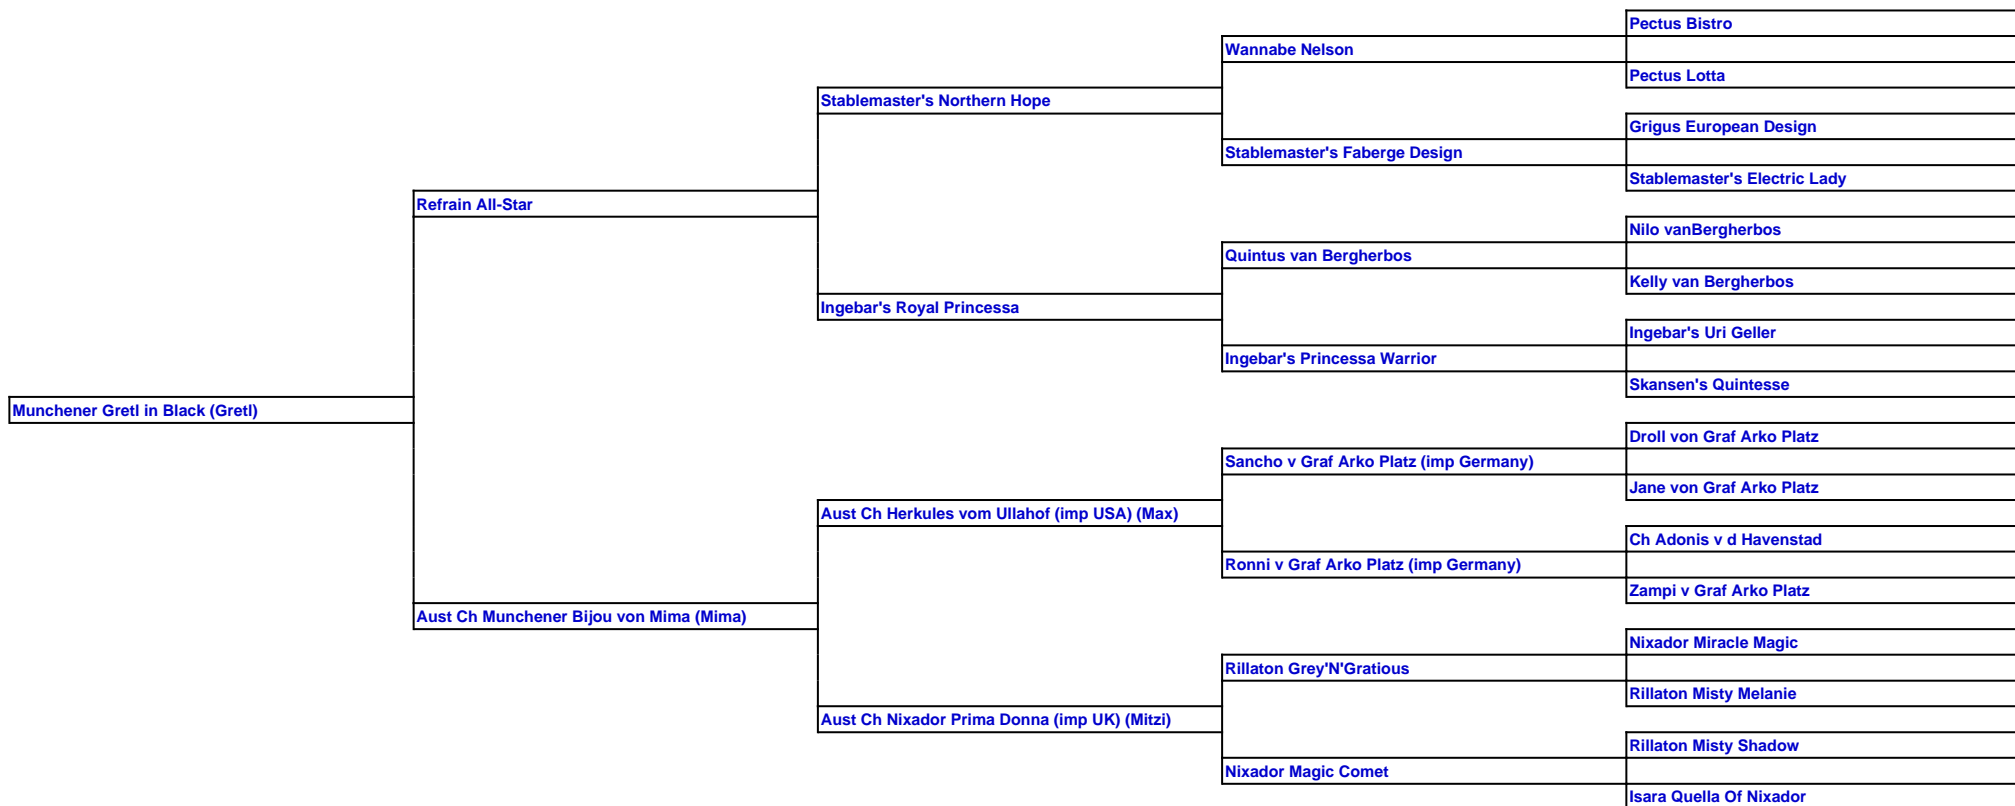 Pectus Bistro
Wannabe Nelson
Pectus Lotta
Stablemaster's Northern Hope
Grigus European Design
Stablemaster's Faberge Design
Stablemaster's Electric Lady
Refrain All-Star
Nilo vanBergherbos
Quintus van Bergherbos
Kelly van Bergherbos
Ingebar's Royal Princessa
Ingebar's Uri Geller
Ingebar's Princessa Warrior
Skansen's Quintesse
Munchener Gretl in Black (Gretl)
Droll von Graf Arko Platz
Sancho v Graf Arko Platz (imp Germany)
Jane von Graf Arko Platz
Aust Ch Herkules vom Ullahof (imp USA) (Max)
Ch Adonis v d Havenstad
Ronni v Graf Arko Platz (imp Germany)
Zampi v Graf Arko Platz
Aust Ch Munchener Bijou von Mima (Mima)
Nixador Miracle Magic
Rillaton Grey'N'Gratious
Rillaton Misty Melanie
Aust Ch Nixador Prima Donna (imp UK) (Mitzi)
Rillaton Misty Shadow
Nixador Magic Comet
Isara Quella Of Nixador